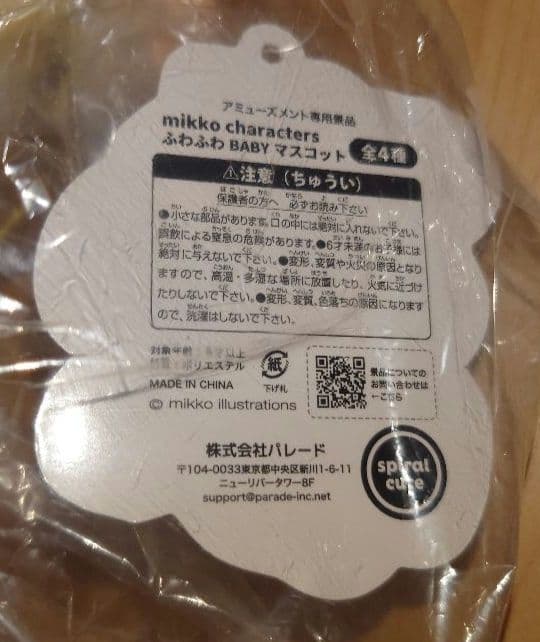 アミューズメント専用景品
mikko characters
ふわふわ BABY マスコット 全4種
⚠注意（ちゅうい）
保護者の方へ 必ずお読み下さい
●小さな部品があります。口の中には絶対に入れないで下さい。
誤飲による窒息の危険があります。●6才未満のお子様には
絶対に与えないで下さい。●変形、変質や火災の原因となり
ますので、高温・多湿な場所に放置したり、火気に近づけ
たりしないで下さい。●変形、変質、色落ちの原因になります
ので、洗濯はしないで下さい。
対象年齢 以上
ポリエステル
MADE IN CHINA
© mikko illustrations
紙
下げ札
景品についての
お問い合わせは
←こちら
株式会社パレード
〒104-0033東京都中央区新川1-6-11
ニューリバータワー8F
support@parade-inc.net
spiral
cute